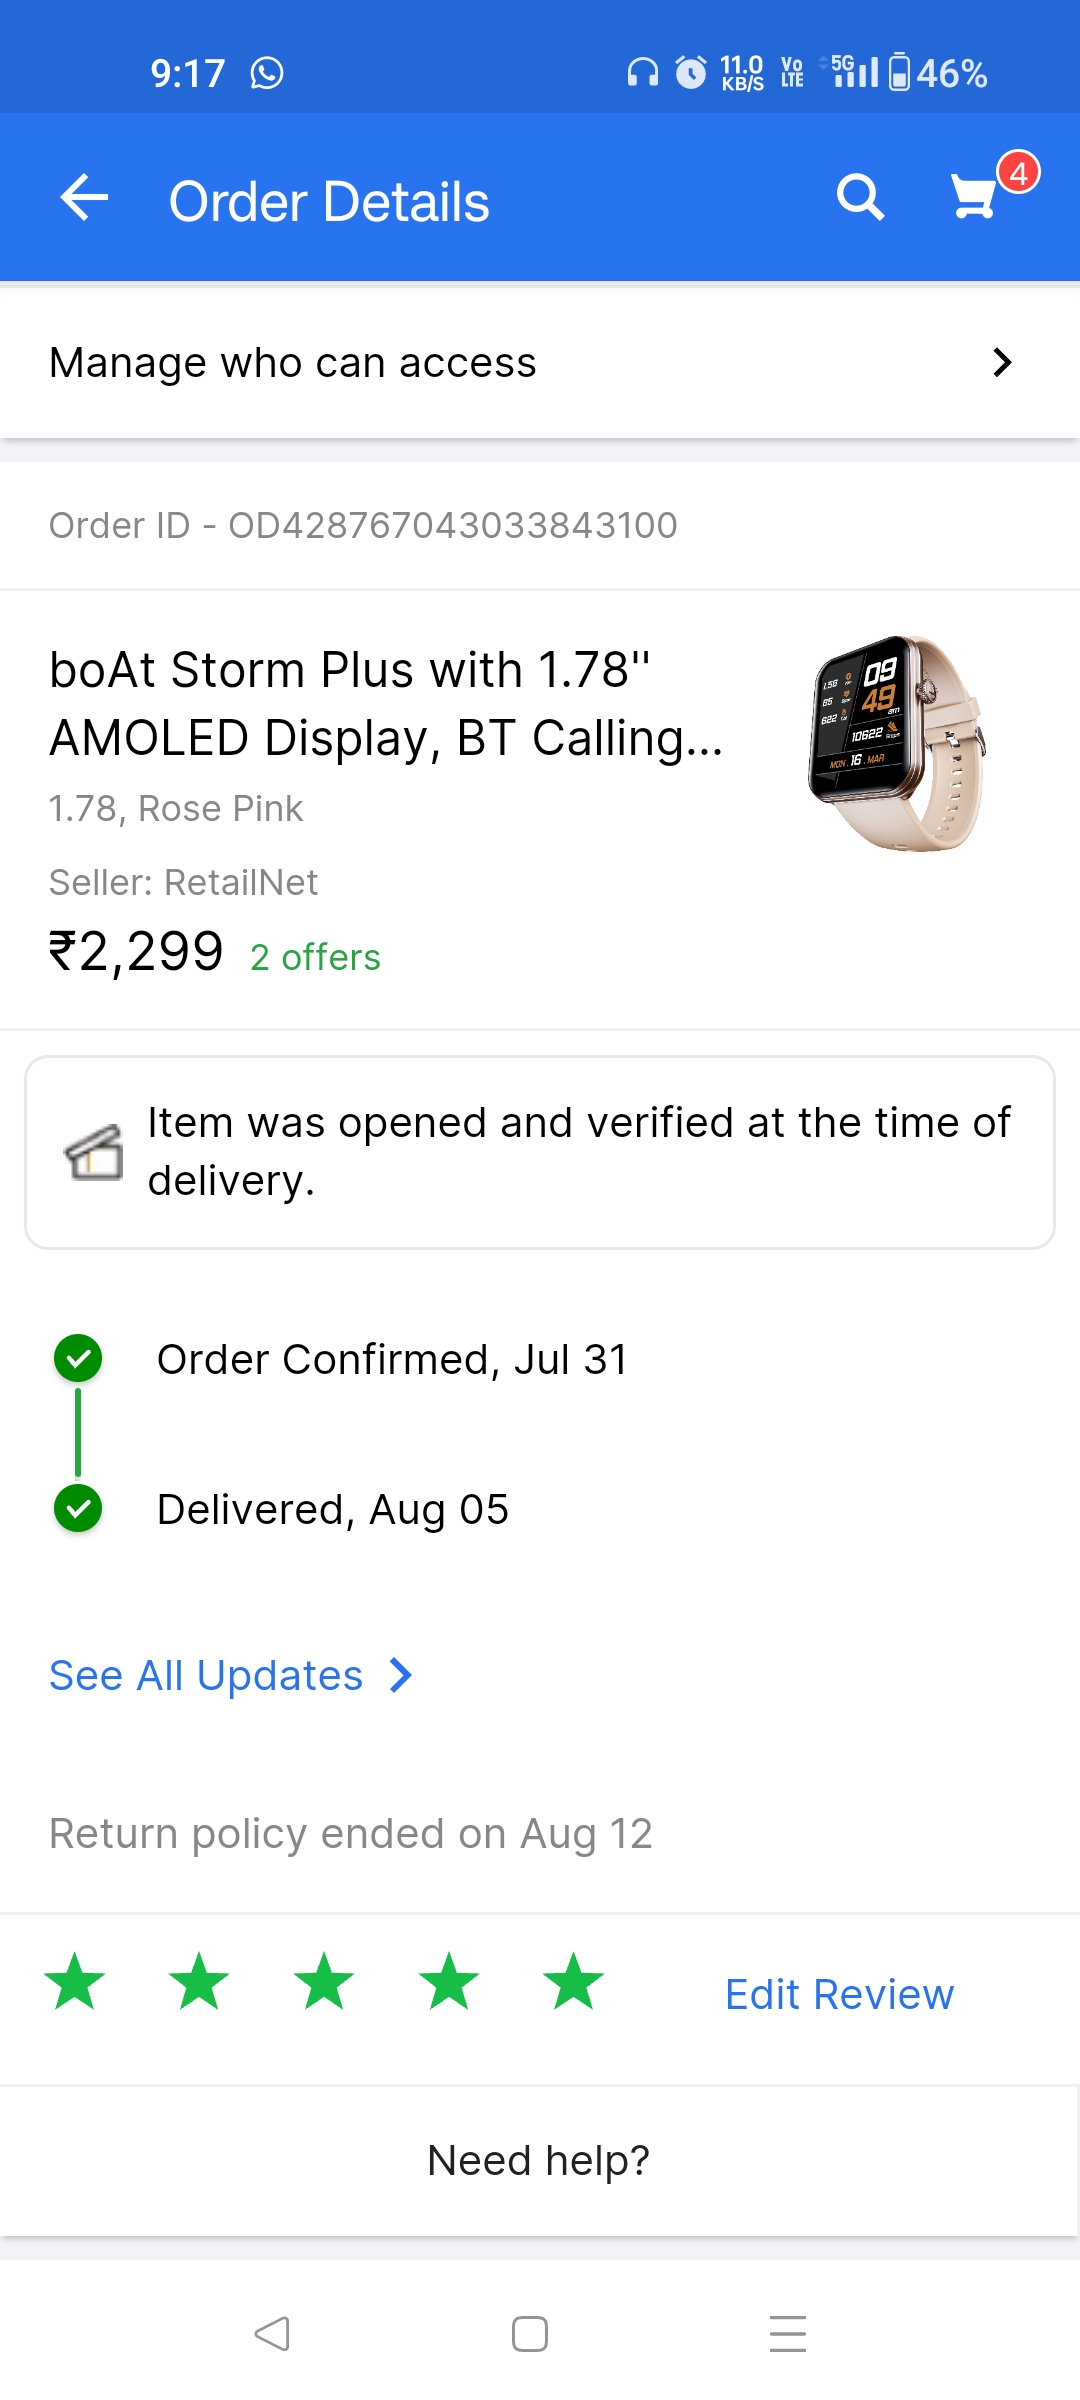 9:17
11.0 KB/S Vo LTE 5G 46%
Order Details
4
Manage who can access
Order ID - OD428767043033843100
boAt Storm Plus with 1.78"
AMOLED Display, BT Calling...
1.78, Rose Pink
Seller: RetailNet
₹2,299 2 offers
09
49
am
10622
MON. 16. MAR
Item was opened and verified at the time of
delivery.
Order Confirmed, Jul 31
Delivered, Aug 05
See All Updates
Return policy ended on Aug 12
Edit Review
Need help?